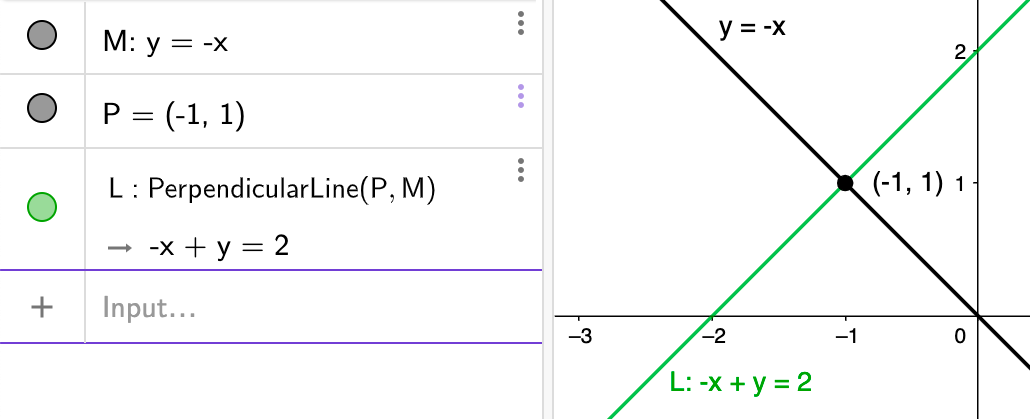 M: y = -x
P = (-1, 1)
L : PerpendicularLine(P, M)
→ -x + y = 2
+ Input...
y = -x
2
(-1, 1) 1
–3 –2 –1 0
L: -x + y = 2